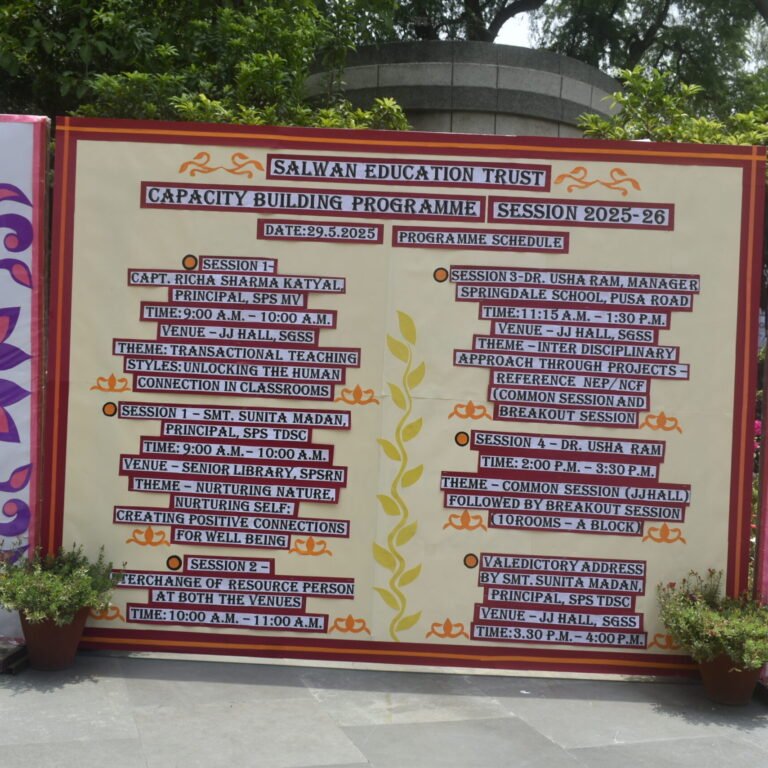 SALWAN EDUCATION TRUST
CAPACITY BUILDING PROGRAMME SESSION 2025-26
DATE:29.5.2025 PROGRAMME SCHEDULE
SESSION 1-
CAPT. RICHA SHARMA KATYAL,
PRINCIPAL, SPS MV
TIME: 9:00 A.M. - 10:00 A.M.
VENUE - JJ HALL, SGSS
THEME: TRANSACTIONAL TEACHING
STYLES: UNLOCKING THE HUMAN
CONNECTION IN CLASSROOMS
SESSION 1 - SMT. SUNITA MADAN,
PRINCIPAL, SPS TDSC
TIME: 9:00 A.M. - 10:00 A.M.
VENUE - SENIOR LIBRARY, SPSRN
THEME - NURTURING NATURE,
NURTURING SELF:
CREATING POSITIVE CONNECTIONS
FOR WELL BEING
SESSION 2 -
TERCHANGE OF RESOURCE PERSON
AT BOTH THE VENUES
TIME: 10:00 A.M. - 11:00 A.M.
SESSION 3-DR. USHA RAM, MANAGER
SPRINGDALE SCHOOL, PUSA ROAD
TIME: 11:15 A.M. - 1:30 P.M.
VENUE - JJ HALL, SGSS
THEME - INTER DISCIPLINARY
APPROACH THROUGH PROJECTS -
REFERENCE NEP/NCF
(COMMON SESSION AND
BREAKOUT SESSION
SESSION 4 - DR. USHA RAM
TIME: 2:00 P.M. - 3:30 P.M.
THEME - COMMON SESSION (JJ HALL)
FOLLOWED BY BREAKOUT SESSION
(10ROOMS - A BLOCK)
VALEDICTORY ADDRESS
BY SMT. SUNITA MADAN,
PRINCIPAL, SPS TDSC
VENUE - JJ HALL, SGSS
TIME: 3.30 P.M. - 4:00 P.M.